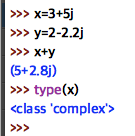 >>> x=3+5j
>>> y=2-2.2j
>>> x+y
(5+2.8j)
>>> type(x)
<class 'complex'>
>>>